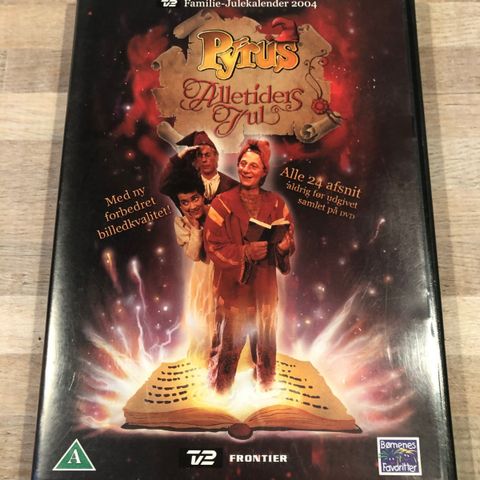 TV2 Familie-Julekalender 2004
Pyrus
Alletiders
Jul
Med ny
forbedret
billedkvalitet!
Alle 24 afsnit
aldrig før udgivet
samlet på DVD
A
TV2 FRONTIER
Børnenes
Favoritter